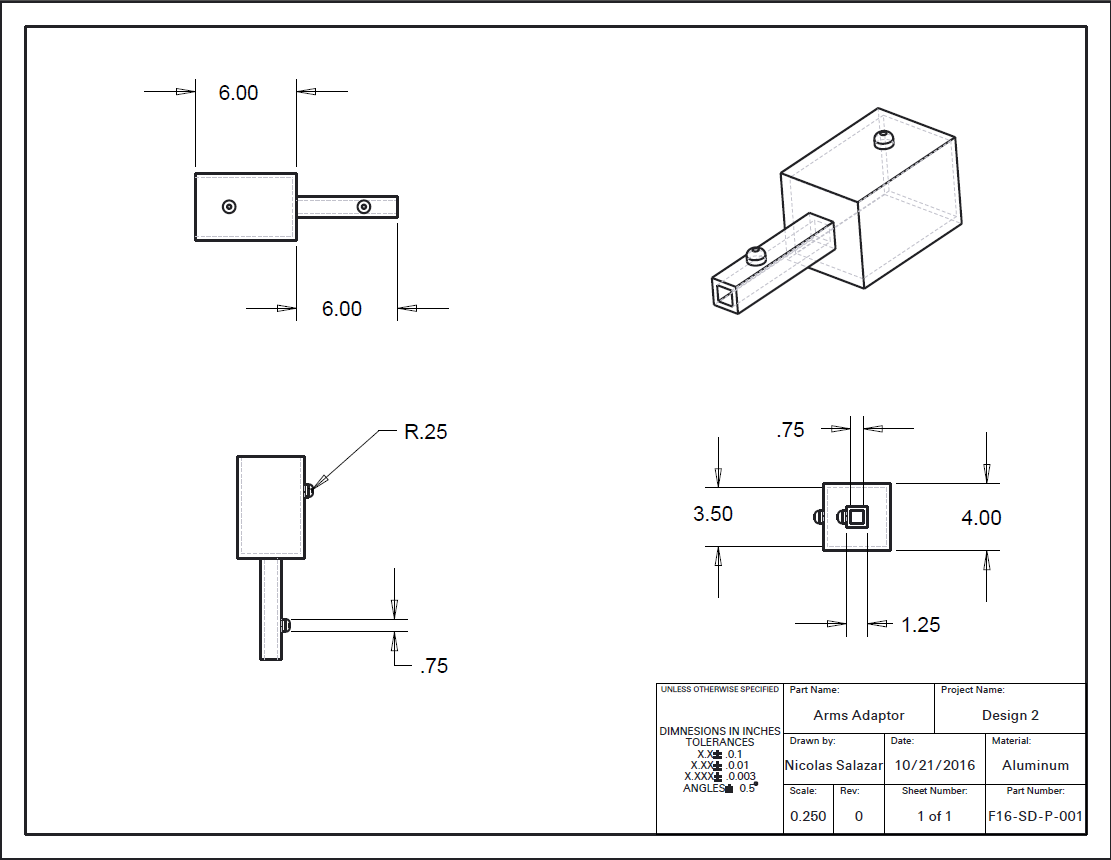 6.00
6.00
R.25
.75
.75
3.50
4.00
1.25
UNLESS OTHERWISE SPECIFIED
DIMNESIONS IN INCHES
TOLERANCES
X.X± .0.1
X.XX± .0.01
X.XXX± .0.003
ANGLES± 0.5°
Part Name:
Arms Adaptor
Project Name:
Design 2
Drawn by:
Nicolas Salazar
Date:
10/21/2016
Material:
Aluminum
Scale:
0.250
Rev:
0
Sheet Number:
1 of 1
Part Number:
F16-SD-P-001